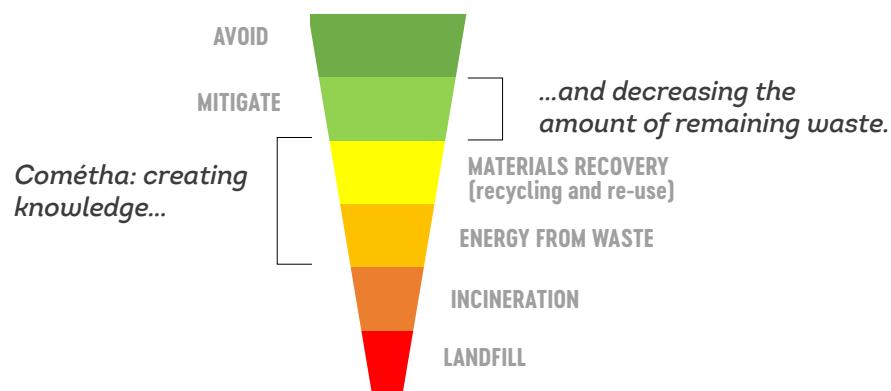 AVOID
MITIGATE
...and decreasing the
amount of remaining waste.
Cométha: creating
knowledge...
MATERIALS RECOVERY
(recycling and re-use)
ENERGY FROM WASTE
INCINERATION
LANDFILL